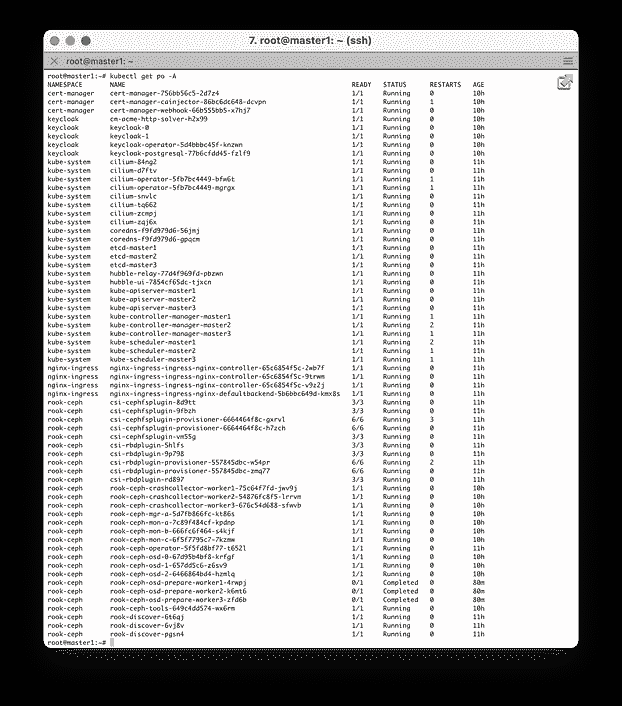 7. root@master1: ~ (ssh)
root@master1: ~
root@master1:~# kubectl get po -A
NAMESPACE NAME READY STATUS RESTARTS AGE
cert-manager cert-manager-756bb56c5-2d7z4 1/1 Running 0 10h
cert-manager cert-manager-cainjector-86bc6dc648-dcvpn 1/1 Running 1 10h
cert-manager cert-manager-webhook-66b555bb5-x7hj7 1/1 Running 0 10h
keycloak cm-acme-http-solver-h2x99 1/1 Running 0 10h
keycloak keycloak-0 1/1 Running 0 10h
keycloak keycloak-1 1/1 Running 0 10h
keycloak keycloak-operator-5d4bbbc45f-knzwn 1/1 Running 0 10h
keycloak keycloak-postgresql-77b6cfdd45-fzlf9 1/1 Running 0 10h
kube-system cilium-84ng2 1/1 Running 0 11h
kube-system cilium-d7ftv 1/1 Running 0 11h
kube-system cilium-operator-5fb7bc4449-bfw6t 1/1 Running 1 11h
kube-system cilium-operator-5fb7bc4449-mgrgx 1/1 Running 1 11h
kube-system cilium-snvlc 1/1 Running 0 11h
kube-system cilium-tq662 1/1 Running 0 11h
kube-system cilium-zcmpj 1/1 Running 0 11h
kube-system cilium-zqj6x 1/1 Running 0 11h
kube-system coredns-f9fd979d6-56jmj 1/1 Running 0 11h
kube-system coredns-f9fd979d6-gpqcm 1/1 Running 0 11h
kube-system etcd-master1 1/1 Running 0 11h
kube-system etcd-master2 1/1 Running 0 11h
kube-system etcd-master3 1/1 Running 0 11h
kube-system hubble-relay-77d4f969fd-pbzwn 1/1 Running 0 11h
kube-system hubble-ui-7854cf65dc-tjxcn 1/1 Running 0 11h
kube-system kube-apiserver-master1 1/1 Running 0 11h
kube-system kube-apiserver-master2 1/1 Running 0 11h
kube-system kube-apiserver-master3 1/1 Running 0 11h
kube-system kube-controller-manager-master1 1/1 Running 1 11h
kube-system kube-controller-manager-master2 1/1 Running 2 11h
kube-system kube-controller-manager-master3 1/1 Running 1 11h
kube-system kube-scheduler-master1 1/1 Running 2 11h
kube-system kube-scheduler-master2 1/1 Running 1 11h
kube-system kube-scheduler-master3 1/1 Running 1 11h
nginx-ingress nginx-ingress-ingress-nginx-controller-65c6854f5c-2wb7f 1/1 Running 0 11h
nginx-ingress nginx-ingress-ingress-nginx-controller-65c6854f5c-9trwm 1/1 Running 0 11h
nginx-ingress nginx-ingress-ingress-nginx-controller-65c6854f5c-v9z2j 1/1 Running 0 11h
nginx-ingress nginx-ingress-ingress-nginx-defaultbackend-5b6bbc649d-kmx8s 1/1 Running 0 11h
rook-ceph csi-cephfsplugin-8d9tt 3/3 Running 0 11h
rook-ceph csi-cephfsplugin-9fbzh 3/3 Running 0 11h
rook-ceph csi-cephfsplugin-provisioner-6664464f8c-gxrvl 6/6 Running 3 11h
rook-ceph csi-cephfsplugin-provisioner-6664464f8c-h7zch 6/6 Running 0 11h
rook-ceph csi-cephfsplugin-vm55g 3/3 Running 0 11h
rook-ceph csi-rbdplugin-5hlfs 3/3 Running 0 11h
rook-ceph csi-rbdplugin-9p798 3/3 Running 0 11h
rook-ceph csi-rbdplugin-provisioner-557845dbc-w54pr 6/6 Running 2 11h
rook-ceph csi-rbdplugin-provisioner-557845dbc-zmq77 6/6 Running 0 11h
rook-ceph csi-rbdplugin-rd897 3/3 Running 0 11h
rook-ceph rook-ceph-crashcollector-worker1-75c64f7fd-jwv9j 1/1 Running 0 10h
rook-ceph rook-ceph-crashcollector-worker2-54876fc8f5-lrrvm 1/1 Running 0 10h
rook-ceph rook-ceph-crashcollector-worker3-676c54d688-sfwvb 1/1 Running 0 10h
rook-ceph rook-ceph-mgr-a-5d7fb866fc-kt86s 1/1 Running 0 10h
rook-ceph rook-ceph-mon-a-7c89f484cf-kpdnp 1/1 Running 0 10h
rook-ceph rook-ceph-mon-b-666fc6f464-s4kjf 1/1 Running 0 10h
rook-ceph rook-ceph-mon-c-6f5f7795c7-7kzmw 1/1 Running 0 10h
rook-ceph rook-ceph-operator-5f5fd8bf77-t652l 1/1 Running 0 11h
rook-ceph rook-ceph-osd-0-67d95b4bf8-krfgf 1/1 Running 0 10h
rook-ceph rook-ceph-osd-1-657dd5c6-z6sv9 1/1 Running 0 10h
rook-ceph rook-ceph-osd-2-6466864bd4-hzmlq 1/1 Running 0 10h
rook-ceph rook-ceph-osd-prepare-worker1-4rwpj 0/1 Completed 0 80m
rook-ceph rook-ceph-osd-prepare-worker2-k6mt6 0/1 Completed 0 80m
rook-ceph rook-ceph-osd-prepare-worker3-zfd6b 0/1 Completed 0 80m
rook-ceph rook-ceph-tools-649c4dd574-wx6rm 1/1 Running 0 10h
rook-ceph rook-discover-6t6qj 1/1 Running 0 11h
rook-ceph rook-discover-6vj8v 1/1 Running 0 11h
rook-ceph rook-discover-pgsn4 1/1 Running 0 11h
root@master1:~#